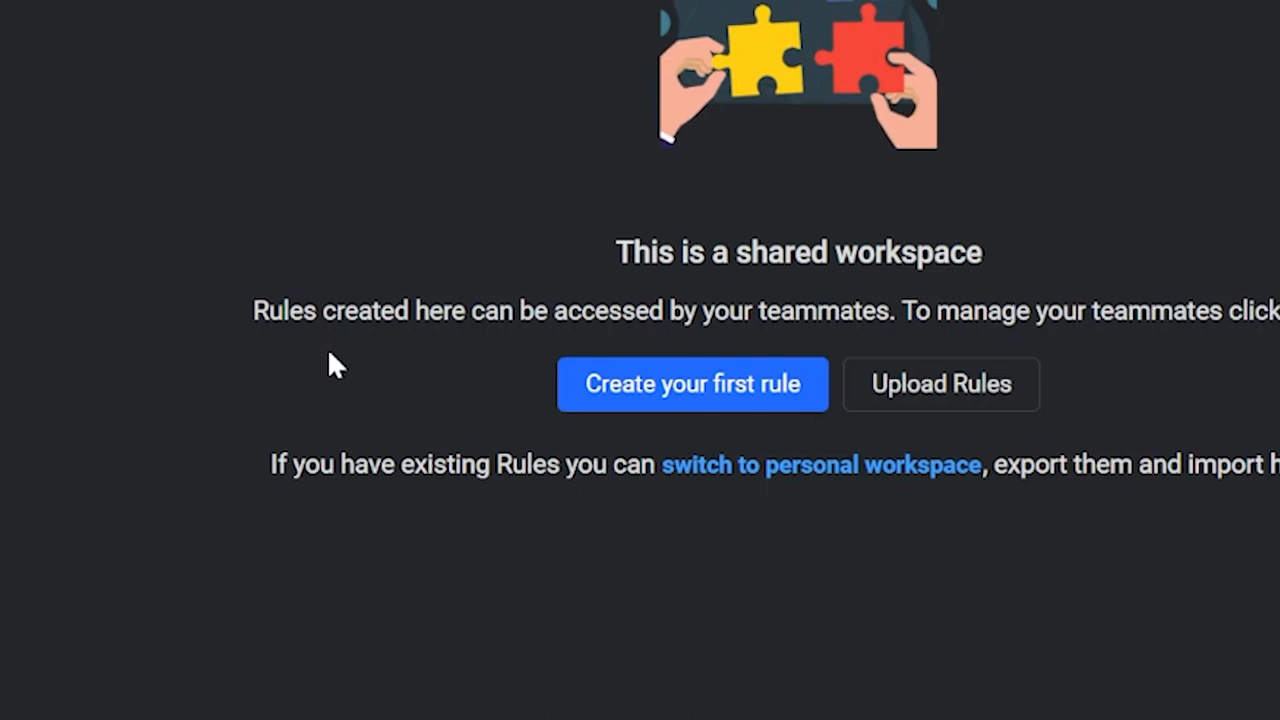 This is a shared workspace
Rules created here can be accessed by your teammates. To manage your teammates click
Create your first rule
Upload Rules
If you have existing Rules you can switch to personal workspace, export them and import